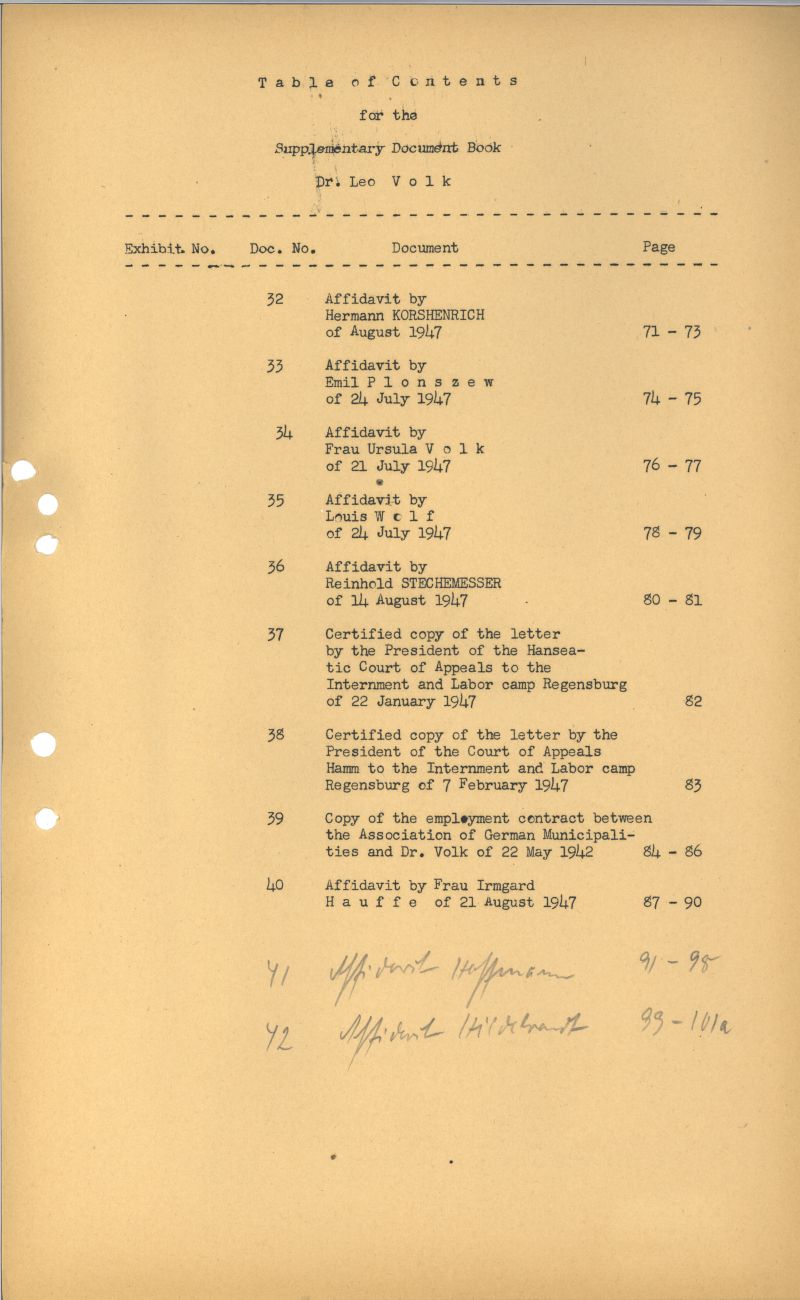 T a b l e  o f  C o n t e n t s
for the
Supplementary Document Book
Dr. Leo V o l k
Exhibit No. Doc. No. Document Page
32 Affidavit by
Hermann KORSHENRICH
of August 1947 71 - 73
33 Affidavit by
Emil P l o n s z e w
of 24 July 1947 74 - 75
34 Affidavit by
Frau Ursula V o l k
of 21 July 1947 76 - 77
35 Affidavit by
Louis W o l f
of 24 July 1947 78 - 79
36 Affidavit by
Reinhold STECHEMESSER
of 14 August 1947 80 - 81
37 Certified copy of the letter
by the President of the Hansea-
tic Court of Appeals to the
Internment and Labor camp Regensburg
of 22 January 1947 82
38 Certified copy of the letter by the
President of the Court of Appeals
Hamm to the Internment and Labor camp
Regensburg of 7 February 1947 83
39 Copy of the employment contract between
the Association of German Municipali-
ties and Dr. Volk of 22 May 1942 84 - 86
40 Affidavit by Frau Irmgard
H a u f f e of 21 August 1947 87 - 90
41 Affidavit Hoffmann 91 - 98
42 Affidavit Hildebrandt 99 - 101a